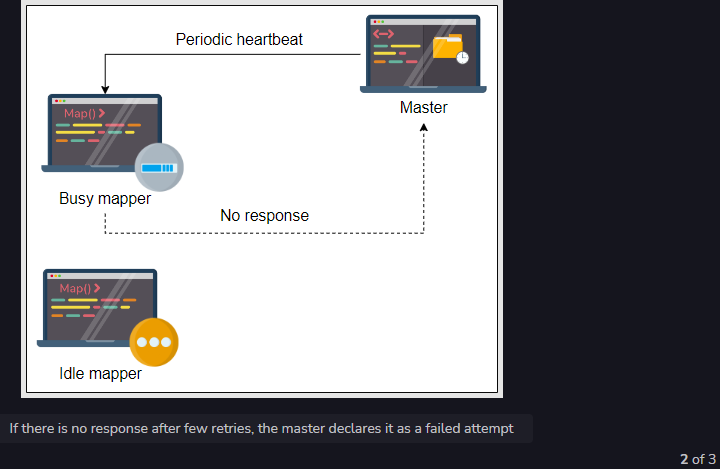 Periodic heartbeat
<-->
Master
Map()
Busy mapper
No response
Map()
Idle mapper
If there is no response after few retries, the master declares it as a failed attempt
2 of 3